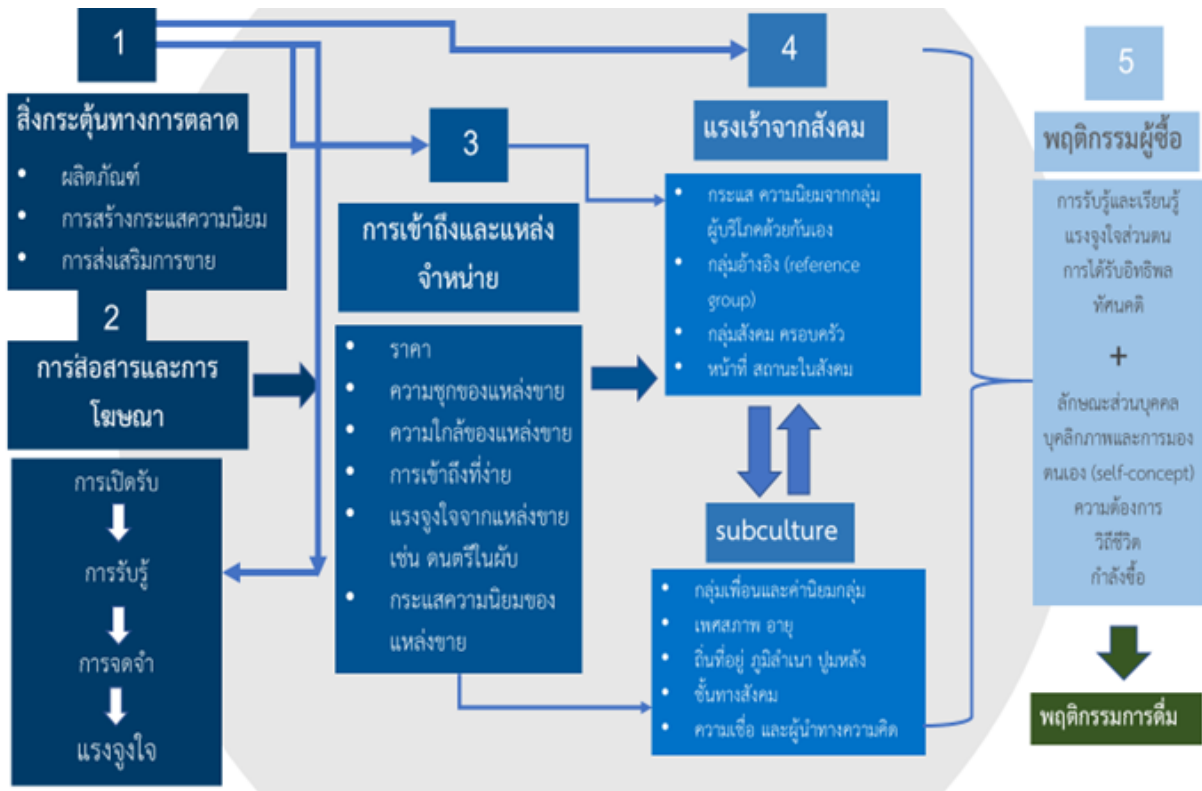 1
สิ่งกระตุ้นทางการตลาด
• ผลิตภัณฑ์
• การสร้างกระแสความนิยม
• การส่งเสริมการขาย
2
การสื่อสารและการ
โฆษณา
การเปิดรับ
การรับรู้
การจดจำ
แรงจูงใจ
3
การเข้าถึงและแหล่ง
จำหน่าย
• ราคา
• ความชุกของแหล่งขาย
• ความใกล้ของแหล่งขาย
• การเข้าถึงที่ง่าย
• แรงจูงใจจากแหล่งขาย
เช่น ดนตรีในผับ
• กระแสความนิยมของ
แหล่งขาย
4
แรงเร้าจากสังคม
• กระแส ความนิยมจากกลุ่ม
ผู้บริโภคด้วยกันเอง
• กลุ่มอ้างอิง (reference
group)
• กลุ่มสังคม ครอบครัว
• หน้าที่ สถานะในสังคม
subculture
• กลุ่มเพื่อนและค่านิยมกลุ่ม
• เพศสภาพ อายุ
• ถิ่นที่อยู่ ภูมิลำเนา ปูมหลัง
• ชั้นทางสังคม
• ความเชื่อ และผู้นำทางความคิด
5
พฤติกรรมผู้ซื้อ
การรับรู้และเรียนรู้
แรงจูงใจส่วนตน
การได้รับอิทธิพล
ทัศนคติ
+
ลักษณะส่วนบุคคล
บุคลิกภาพและการมอง
ตนเอง (self-concept)
ความต้องการ
วิถีชีวิต
กำลังซื้อ
พฤติกรรมการดื่ม